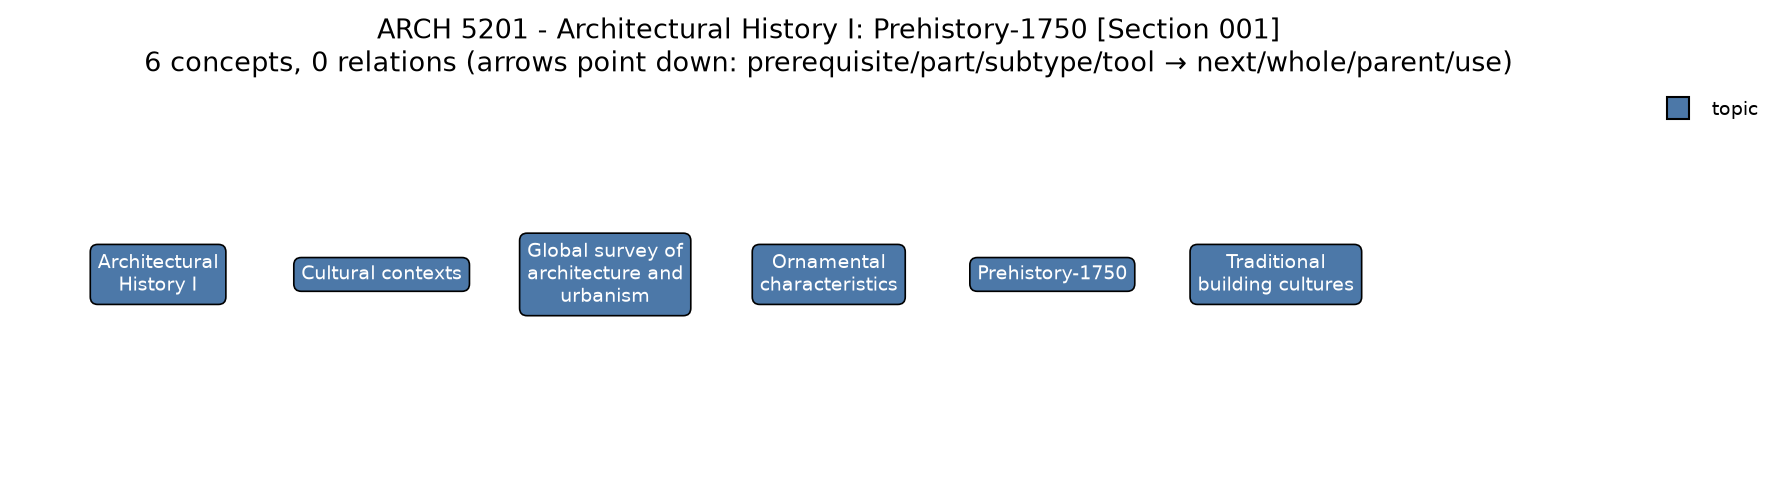 ARCH 5201 - Architectural History I: Prehistory-1750 [Section 001]
6 concepts, 0 relations (arrows point down: prerequisite/part/subtype/tool → next/whole/parent/use)
topic
Architectural
History I
Cultural contexts
Global survey of
architecture and
urbanism
Ornamental
characteristics
Prehistory-1750
Traditional
building cultures